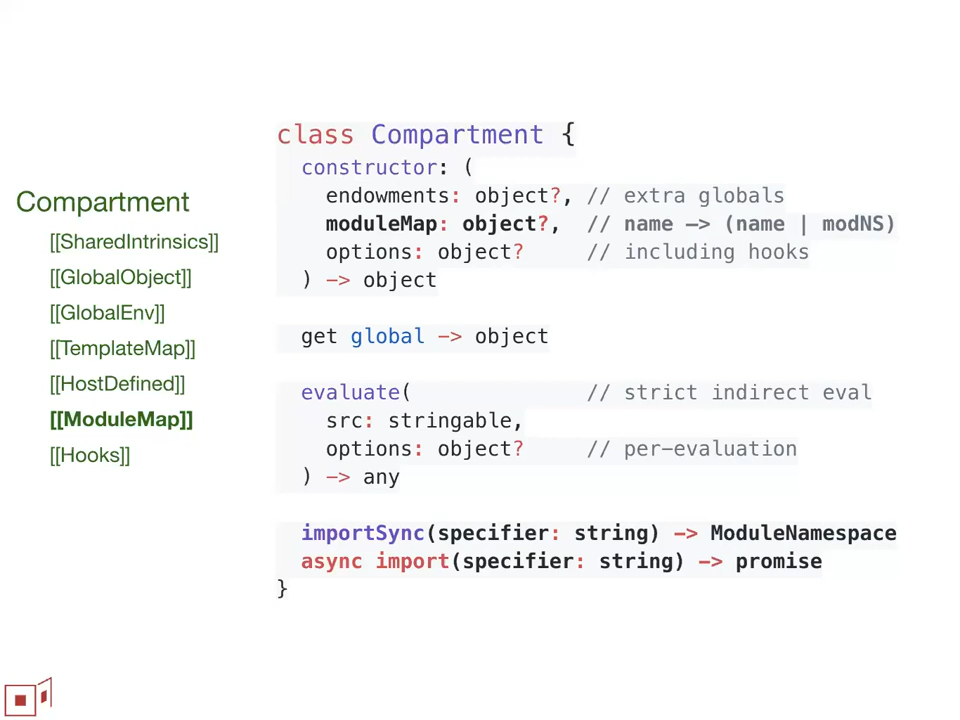 Compartment
[[SharedIntrinsics]]
[[GlobalObject]]
[[GlobalEnv]]
[[TemplateMap]]
[[HostDefined]]
[[ModuleMap]]
[[Hooks]]
class Compartment {
constructor: (
endowments: object?, // extra globals
moduleMap: object?, // name —> (name | modNS)
options: object? // including hooks
) —> object
get global —> object
evaluate( // strict indirect eval
src: stringable,
options: object? // per-evaluation
) —> any
importSync(specifier: string) —> ModuleNamespace
async import(specifier: string) —> promise
}